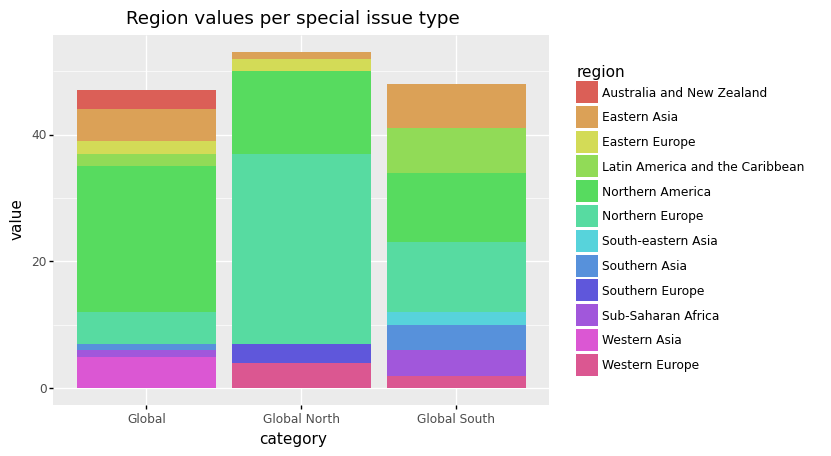 Region values per special issue type
value
40
20
0
Global
Global North
Global South
category
region
Australia and New Zealand
Eastern Asia
Eastern Europe
Latin America and the Caribbean
Northern America
Northern Europe
South-eastern Asia
Southern Asia
Southern Europe
Sub-Saharan Africa
Western Asia
Western Europe